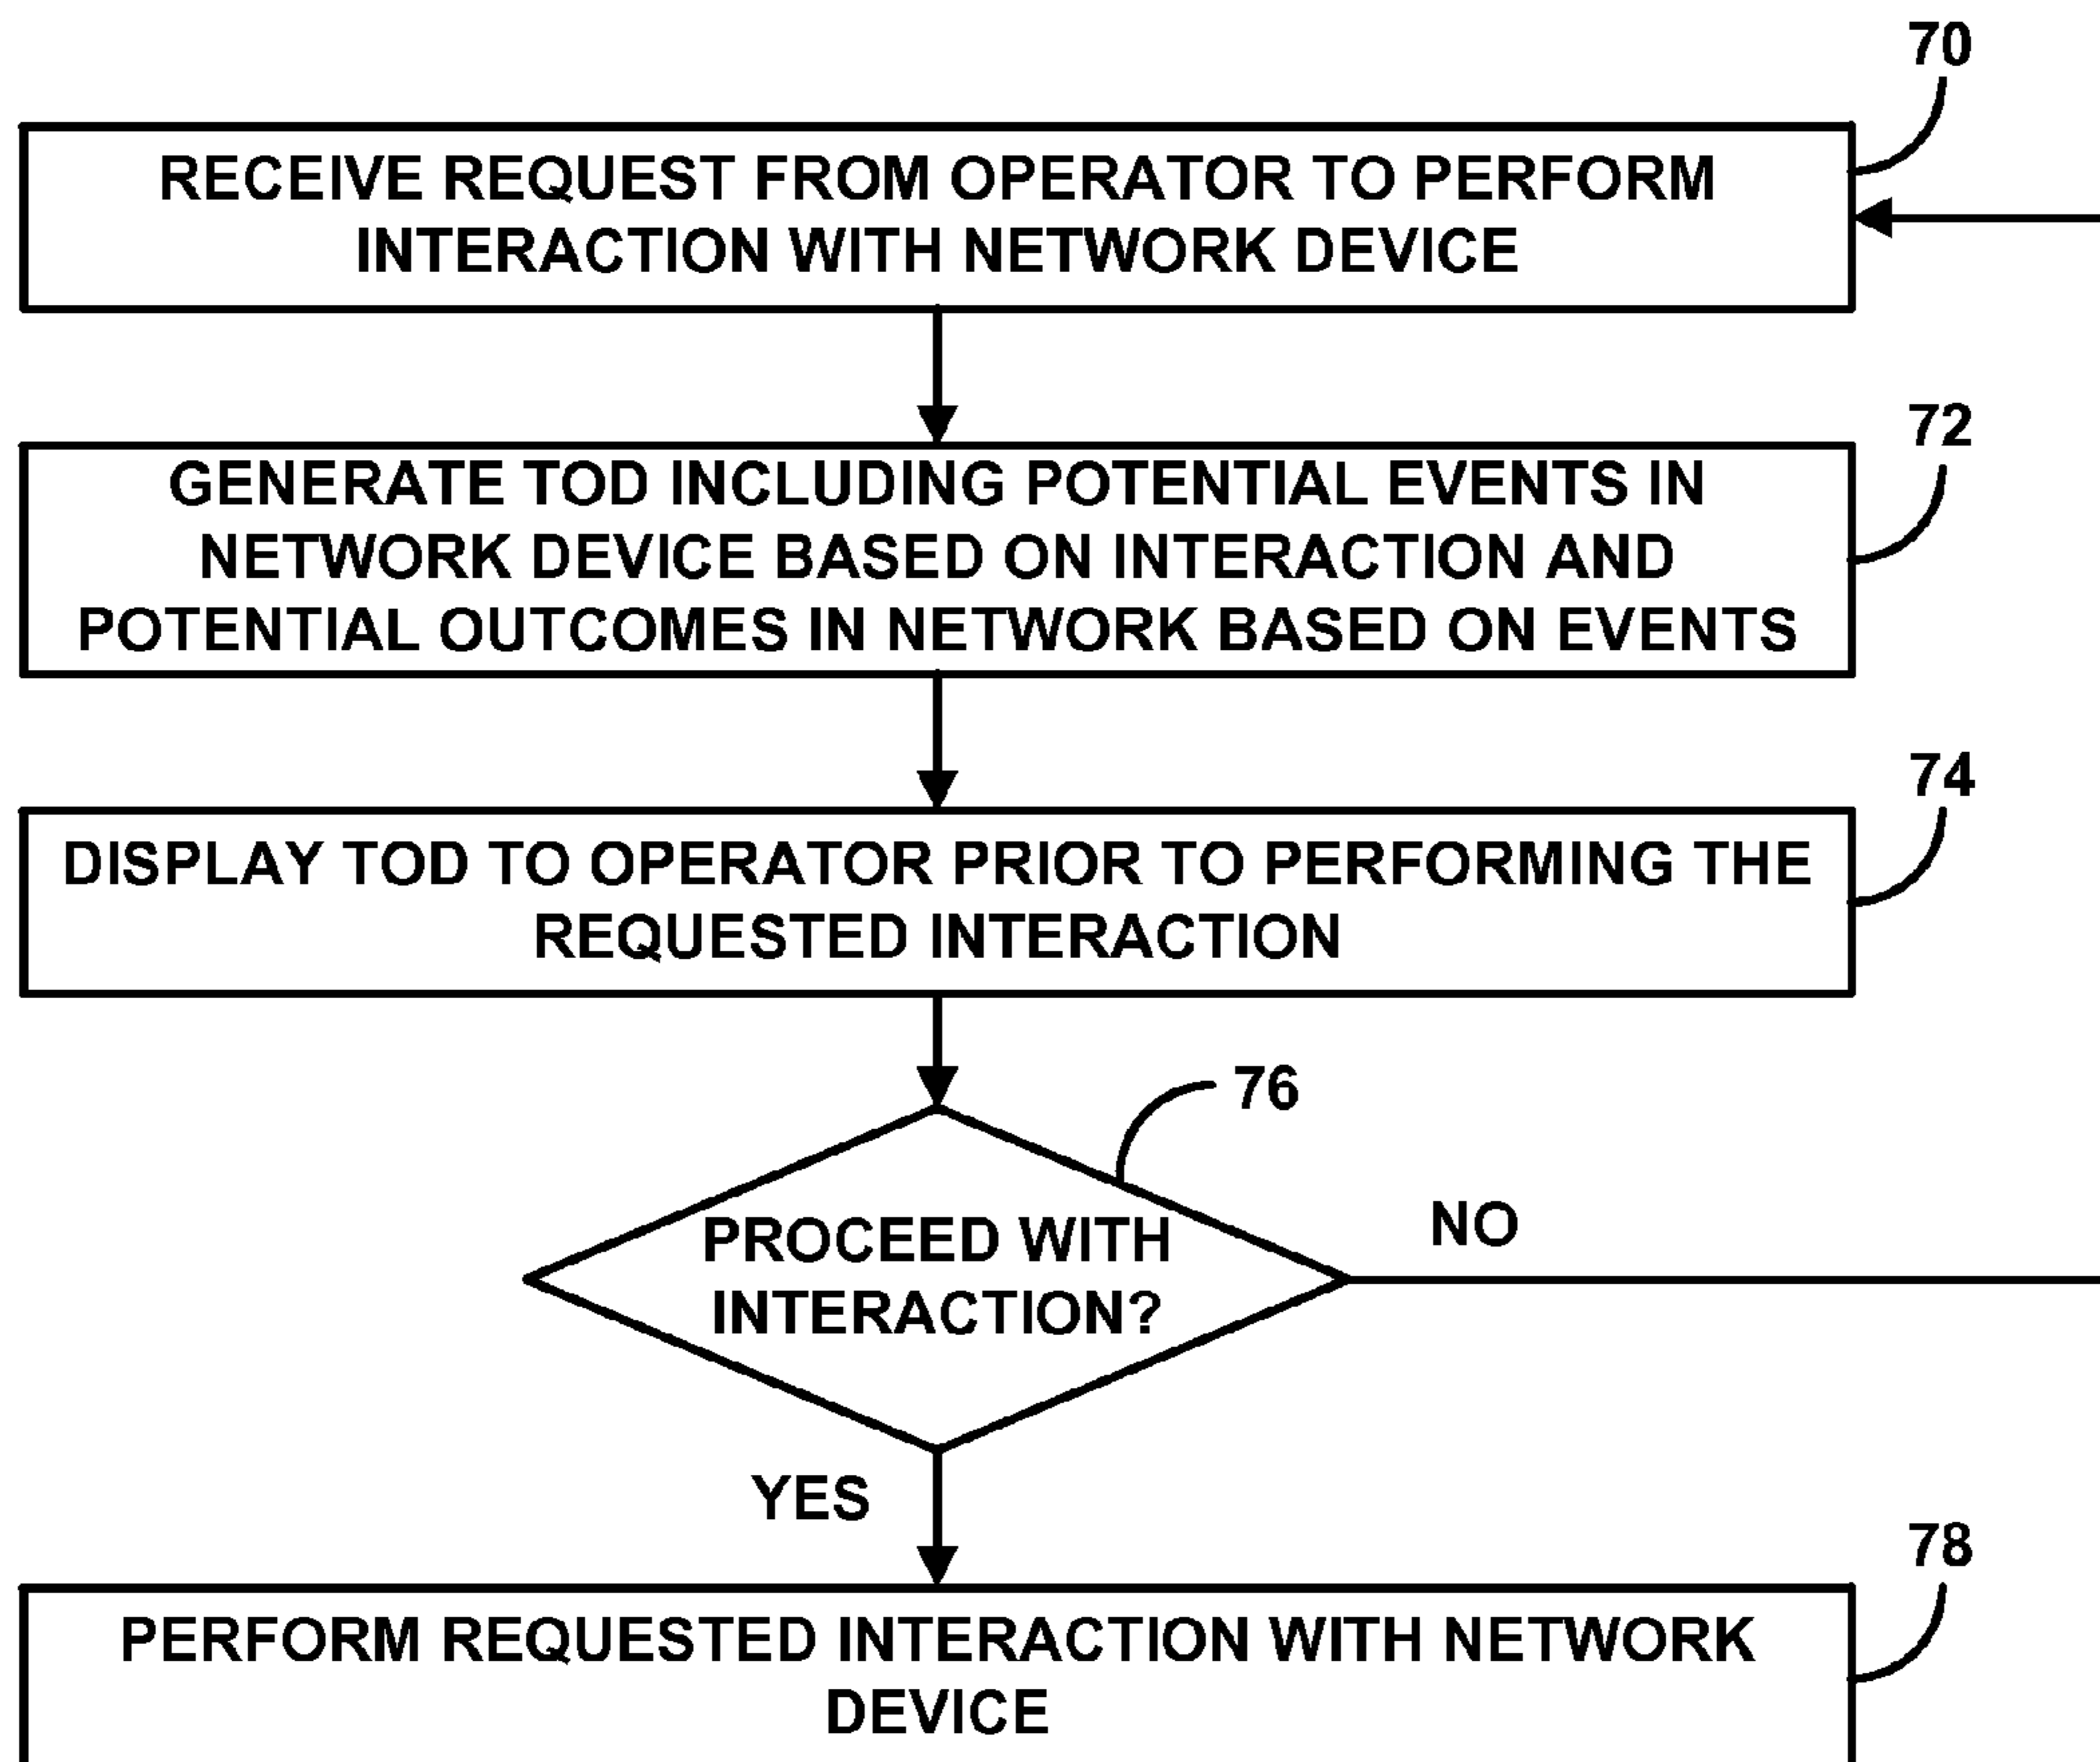 70
RECEIVE REQUEST FROM OPERATOR TO PERFORM
INTERACTION WITH NETWORK DEVICE
72
GENERATE TOD INCLUDING POTENTIAL EVENTS IN
NETWORK DEVICE BASED ON INTERACTION AND
POTENTIAL OUTCOMES IN NETWORK BASED ON EVENTS
74
DISPLAY TOD TO OPERATOR PRIOR TO PERFORMING THE
REQUESTED INTERACTION
76
PROCEED WITH
INTERACTION?
NO
YES
78
PERFORM REQUESTED INTERACTION WITH NETWORK
DEVICE